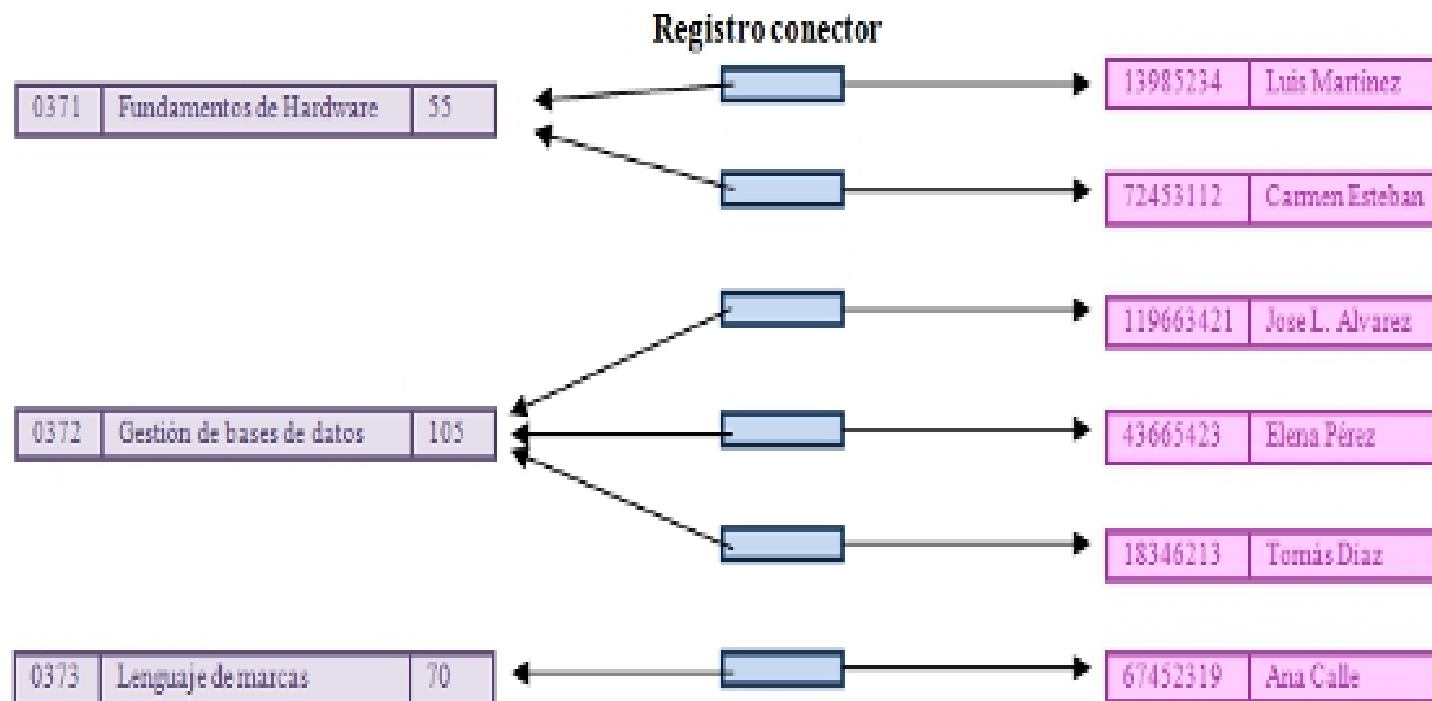 Registro conector
0371 Fundamentos de Hardware 55
13985234 Luis Martinez
72453112 Carmen Esteban
119663421 Jose L. Alvarez
0372 Gestión de bases de datos 105
43665423 Elena Pérez
18346213 Tomás Díaz
0373 Lenguaje de marcas 70
67452319 Ana Calle